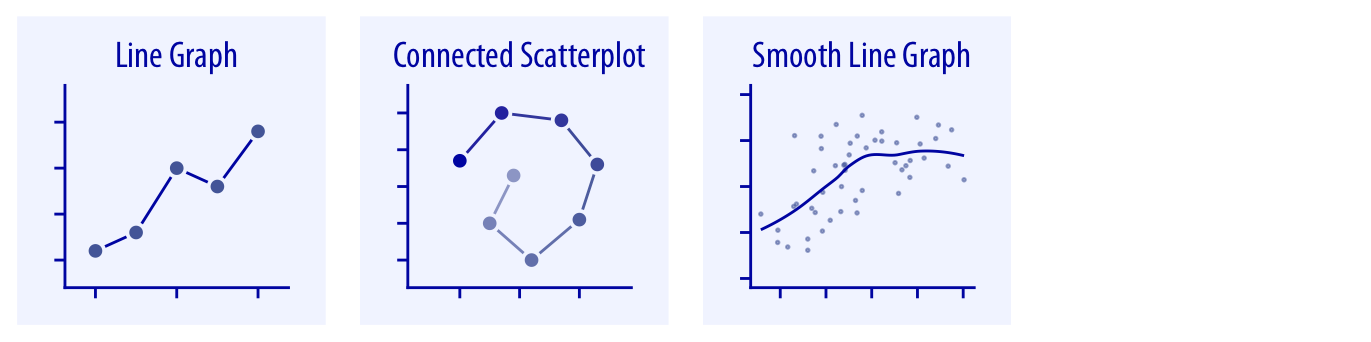 Line Graph
Connected Scatterplot
Smooth Line Graph